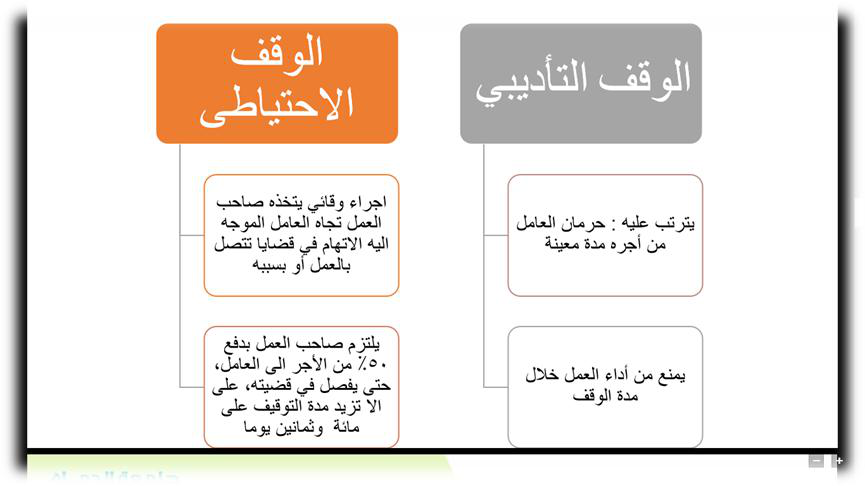 الوقف التأديبي
يترتب عليه : حرمان العامل
من أجره مدة معينة
يمنع من أداء العمل خلال
مدة الوقف
الوقف
الاحتياطى
اجراء وقائي يتخذه صاحب
العمل تجاه العامل الموجه
اليه الاتهام في قضايا تتصل
بالعمل أو بسببه
يلتزم صاحب العمل بدفع
٥٠٪ من الأجر الى العامل،
حتى يفصل في قضيته، على
الا تزيد مدة التوقيف على
مائة وثمانين يوما